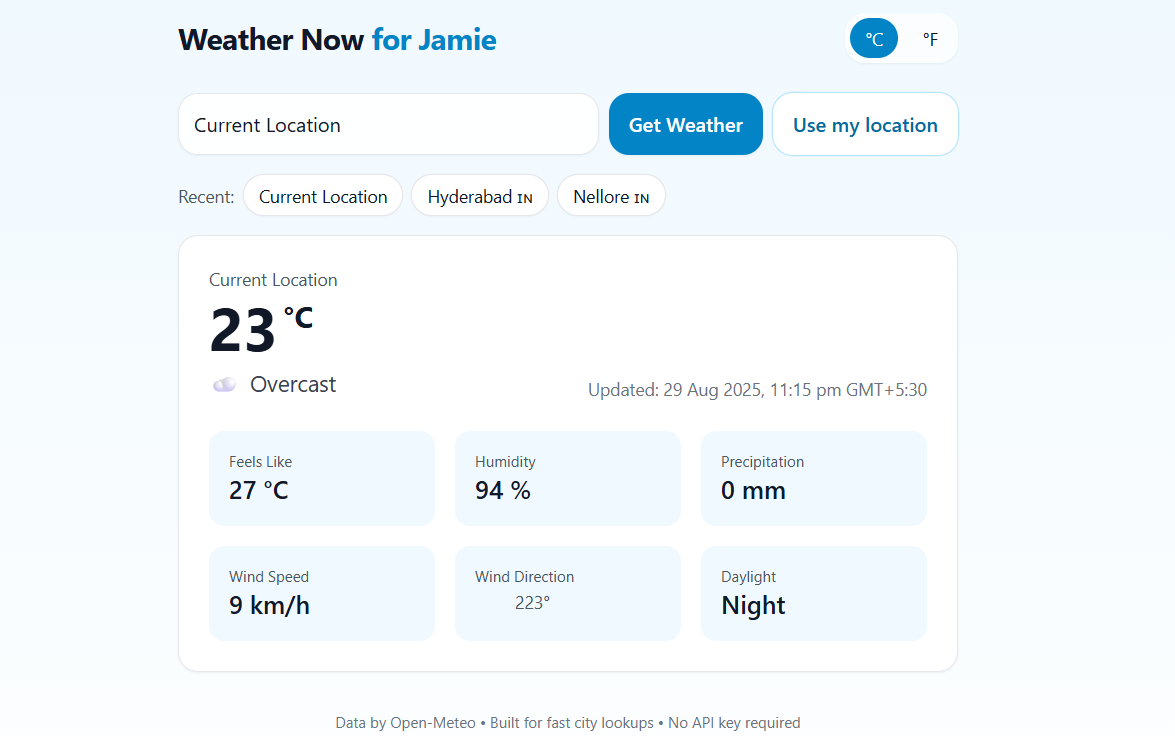 Weather Now for Jamie
°C °F
Current Location
Get Weather
Use my location
Recent: Current Location Hyderabad IN Nellore IN
Current Location
23 °C
Overcast
Updated: 29 Aug 2025, 11:15 pm GMT+5:30
Feels Like
27 °C
Humidity
94 %
Precipitation
0 mm
Wind Speed
9 km/h
Wind Direction
223°
Daylight
Night
Data by Open-Meteo • Built for fast city lookups • No API key required